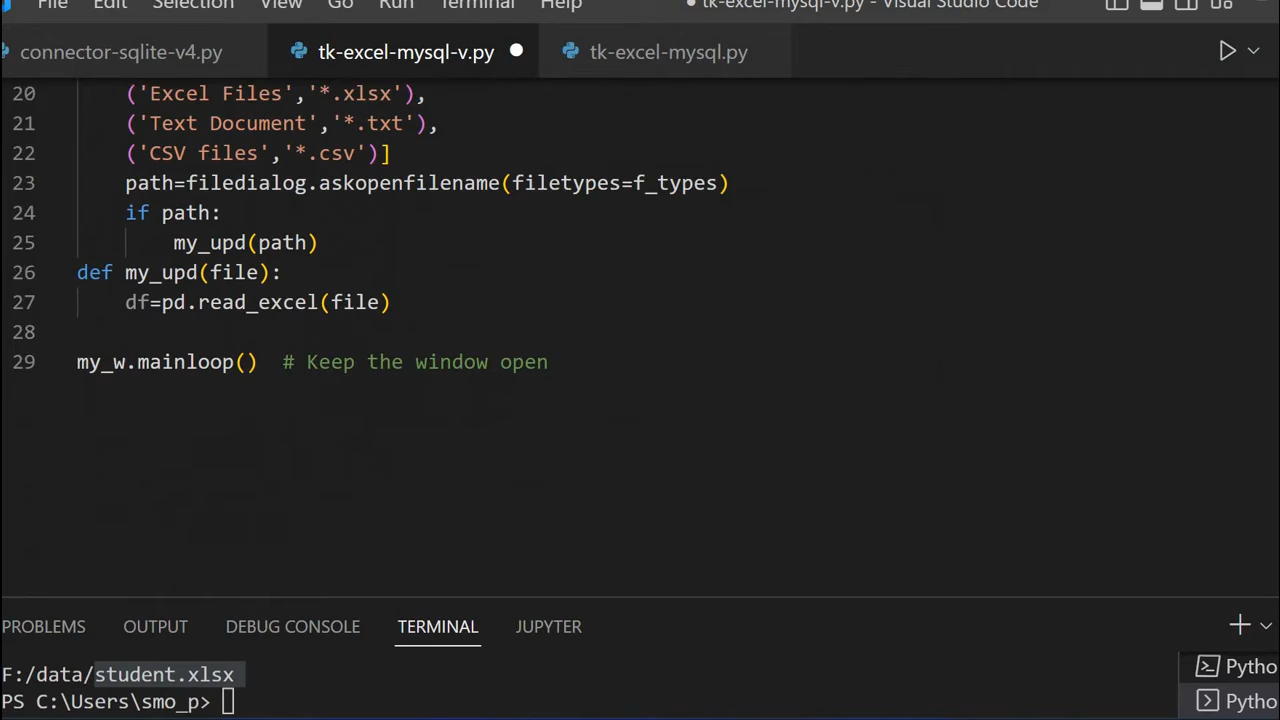 File Edit Selection View Go Run Terminal Help ● tk-excel-mysql-v.py - Visual Studio Code
connector-sqlite-v4.py tk-excel-mysql-v.py tk-excel-mysql.py
20 ('Excel Files','*.xlsx'),
21 ('Text Document','*.txt'),
22 ('CSV files','*.csv')]
23 path=filedialog.askopenfilename(filetypes=f_types)
24 if path:
25 my_upd(path)
26 def my_upd(file):
27 df=pd.read_excel(file)
28
29 my_w.mainloop() # Keep the window open
PROBLEMS OUTPUT DEBUG CONSOLE TERMINAL JUPYTER
F:/data/student.xlsx
PS C:\Users\smo_p>
Pytho
Pytho